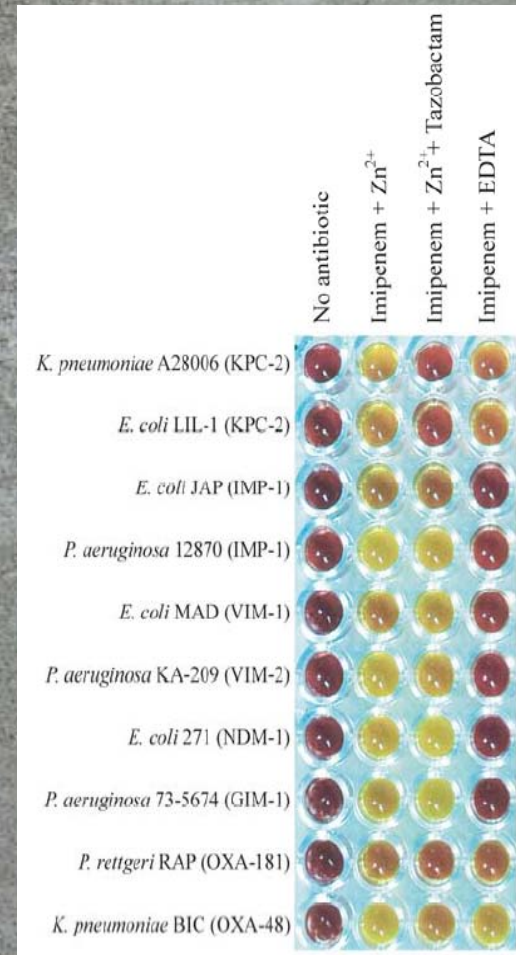 No antibiotic
Imipenem + Zn²⁺
Imipenem + Zn²⁺+ Tazobactam
Imipenem + EDTA
K. pneumoniae A28006 (KPC-2)
E. coli LIL-1 (KPC-2)
E. coli JAP (IMP-1)
P. aeruginosa 12870 (IMP-1)
E. coli MAD (VIM-1)
P. aeruginosa KA-209 (VIM-2)
E. coli 271 (NDM-1)
P. aeruginosa 73-5674 (GIM-1)
P. rettgeri RAP (OXA-181)
K. pneumoniae BIC (OXA-48)